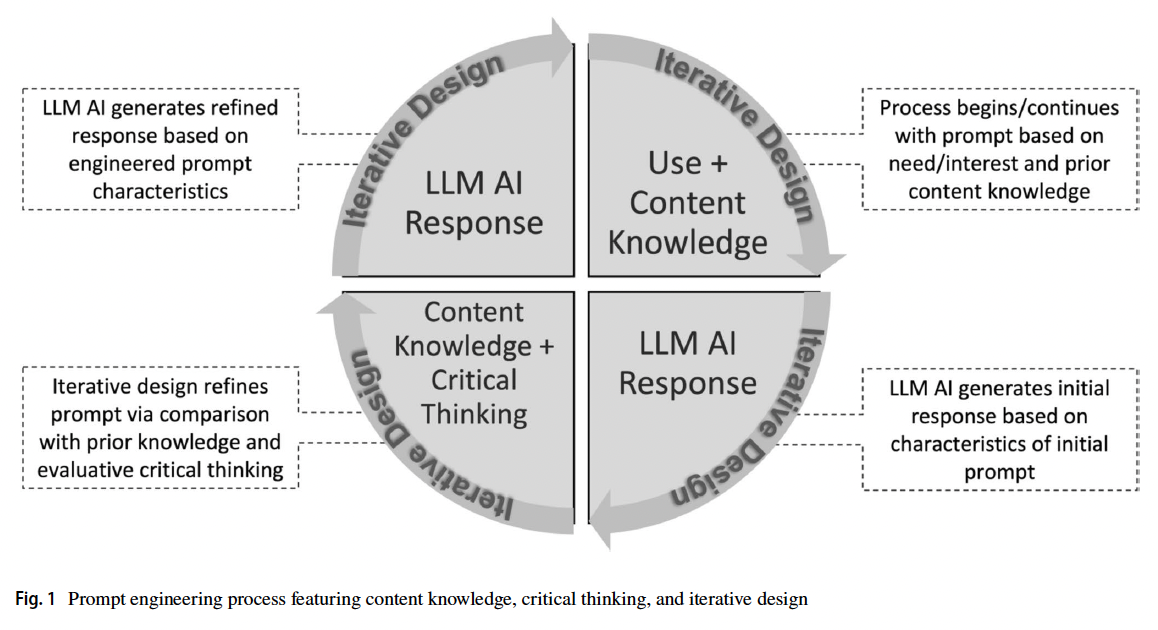 Iterative Design
LLM AI
Response
LLM AI generates refined
response based on
engineered prompt
characteristics
Iterative Design
Use +
Content
Knowledge
Process begins/continues
with prompt based on
need/interest and prior
content knowledge
Iterative Design
Content
Knowledge +
Critical
Thinking
Iterative design refines
prompt via comparison
with prior knowledge and
evaluative critical thinking
Iterative Design
LLM AI
Response
LLM AI generates initial
response based on
characteristics of initial
prompt
Fig. 1 Prompt engineering process featuring content knowledge, critical thinking, and iterative design